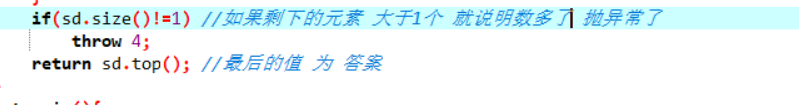 if(sd.size()!=1) //如果剩下的元素 大于1个 就说明数多了 抛异常了
throw 4;
return sd.top(); //最后的值 为 答案